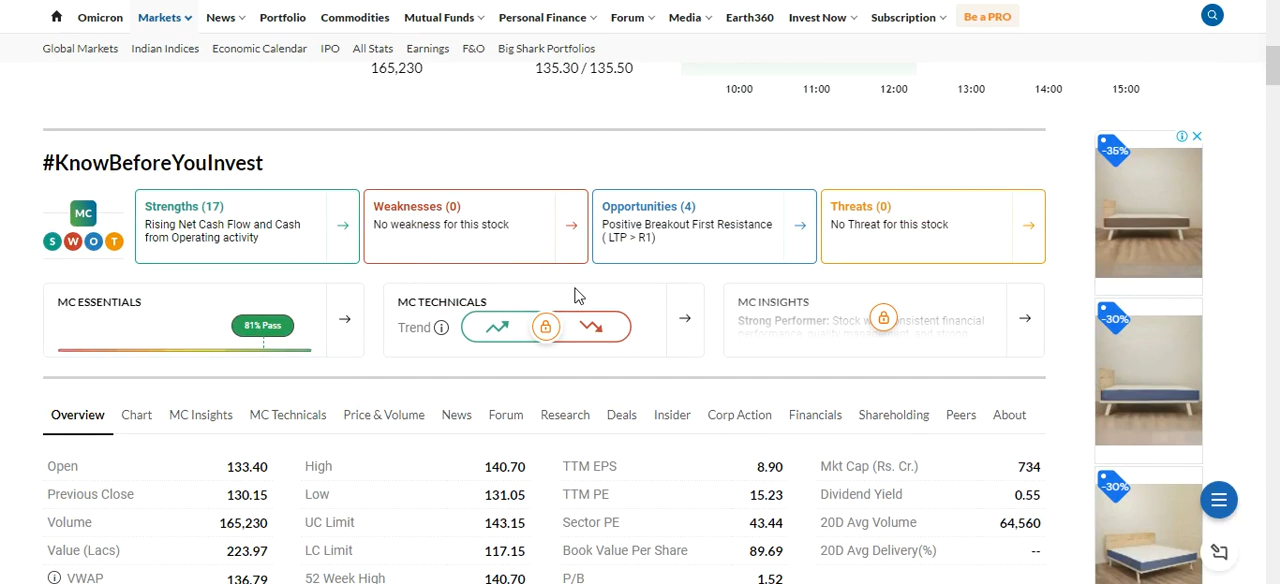 Omicron Markets News Portfolio Commodities Mutual Funds Personal Finance Forum Media Earth360 Invest Now Subscription Be a PRO
Global Markets Indian Indices Economic Calendar IPO All Stats Earnings F&O Big Shark Portfolios
165,230 135.30 / 135.50
10:00 11:00 12:00 13:00 14:00 15:00
#KnowBeforeYouInvest
MC
S W O T
Strengths (17)
Rising Net Cash Flow and Cash
from Operating activity
Weaknesses (0)
No weakness for this stock
Opportunities (4)
Positive Breakout First Resistance
( LTP > R1)
Threats (0)
No Threat for this stock
MC ESSENTIALS
81% Pass
MC TECHNICALS
Trend
MC INSIGHTS
Strong Performer: Stock w nsistent financial
performance, quality management, and strong
Overview Chart MC Insights MC Technicals Price & Volume News Forum Research Deals Insider Corp Action Financials Shareholding Peers About
Open 133.40 High 140.70 TTM EPS 8.90 Mkt Cap (Rs. Cr.) 734
Previous Close 130.15 Low 131.05 TTM PE 15.23 Dividend Yield 0.55
Volume 165,230 UC Limit 143.15 Sector PE 43.44 20D Avg Volume 64,560
Value (Lacs) 223.97 LC Limit 117.15 Book Value Per Share 89.69 20D Avg Delivery(%) --
VWAP 136.79 52 Week High 140.70 P/B 1.52
-35%
-30%
-30%